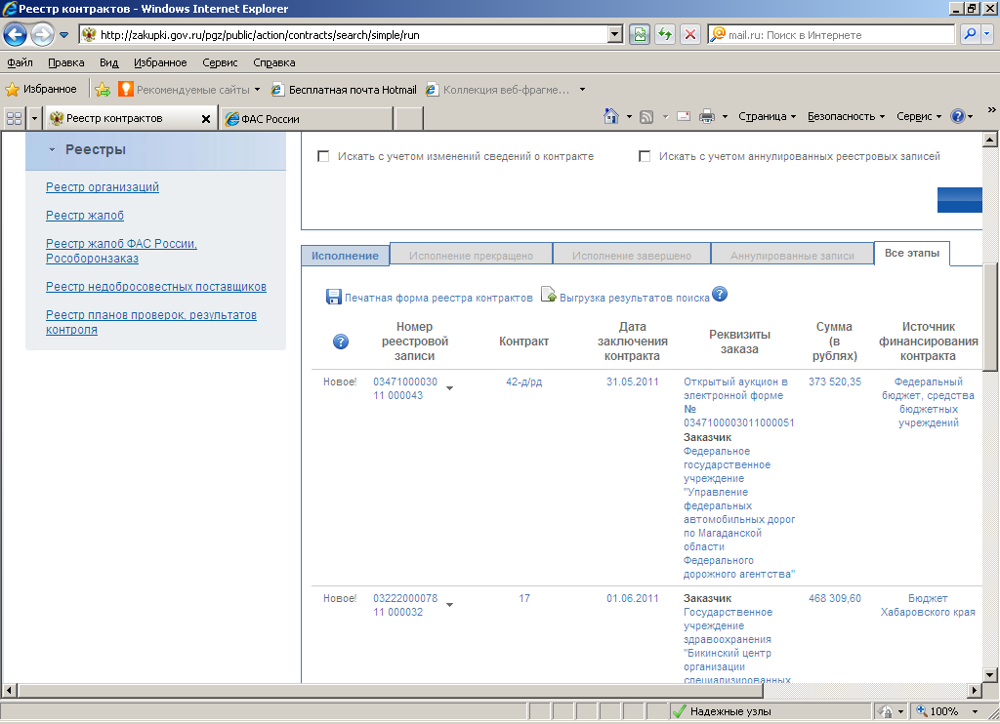 Реестр контрактов - Windows Internet Explorer
http://zakupki.gov.ru/pgz/public/action/contracts/search/simple/run
mail.ru: Поиск в Интернете
Файл Правка Вид Избранное Сервис Справка
Избранное Рекомендуемые сайты Бесплатная почта Hotmail Коллекция веб-фрагме...
Реестр контрактов ФАС России Страница Безопасность Сервис »
Реестры
Реестр организаций
Реестр жалоб
Реестр жалоб ФАС России,
Рособоронзаказ
Реестр недобросовестных поставщиков
Реестр планов проверок, результатов
контроля
Искать с учетом изменений сведений о контракте Искать с учетом аннулированных реестровых записей
Исполнение Исполнение прекращено Исполнение завершено Аннулированные записи Все этапы
Печатная форма реестра контрактов Выгрузка результатов поиска ?
?
Номер
реестровой
записи
Контракт
Дата
заключения
контракта
Реквизиты
заказа
Сумма
(в
рублях)
Источник
финансирования
контракта
Новое!
03471000030
11 000043
42-д/рд
31.05.2011
Открытый аукцион в
электронной форме
№
0347100003011000051
Заказчик
Федеральное
государственное
учреждение
"Управление
федеральных
автомобильных дорог
по Магаданской
области
Федерального
дорожного агентства"
373 520,35
Федеральный
бюджет, средства
бюджетных
учреждений
Новое!
03222000078
11 000032
17
01.06.2011
Заказчик
Государственное
учреждение
здравоохранения
"Бикинский центр
организации
специализированных
468 309,60
Бюджет
Хабаровского края
Надежные узлы 100%